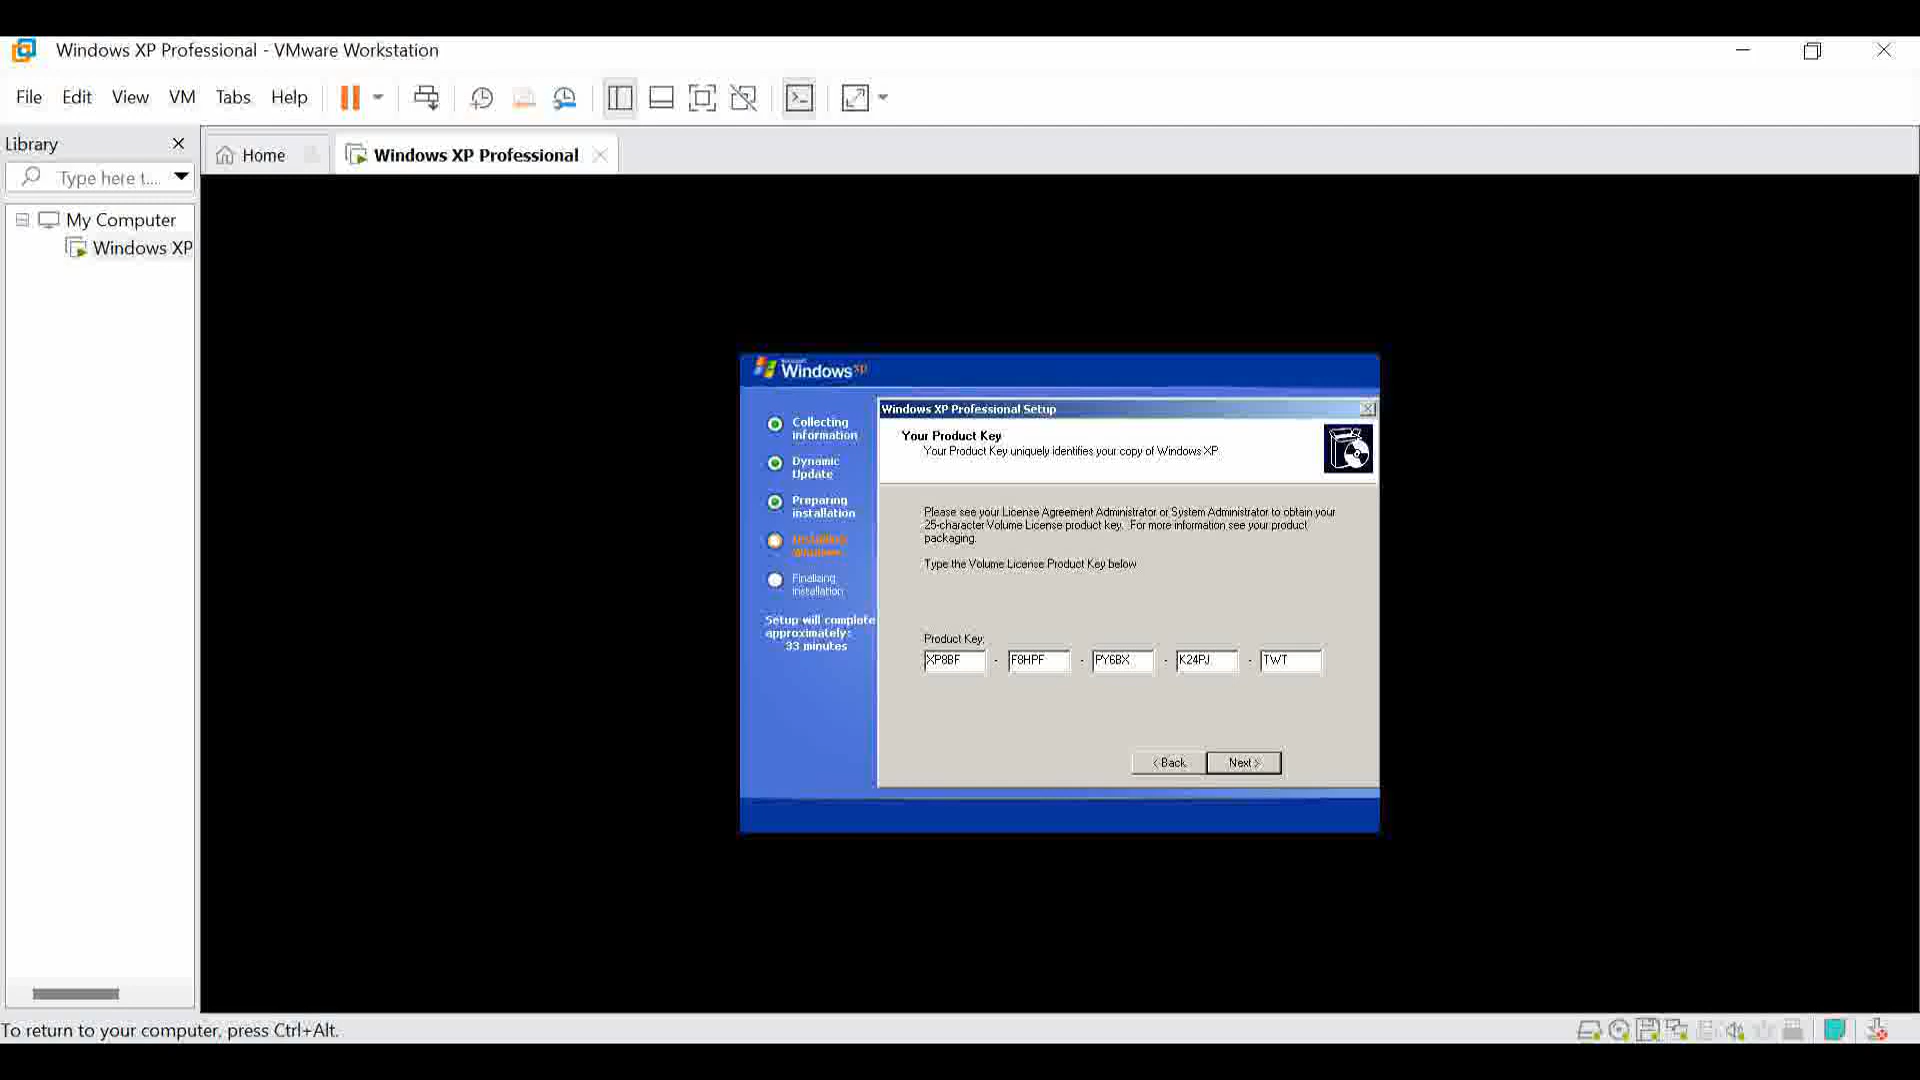 Windows XP Professional - VMware Workstation
File Edit View VM Tabs Help
Library
Home
Windows XP Professional
Type here t....
My Computer
Windows XP
Microsoft
Windows xp
Collecting
information
Dynamic
Update
Preparing
installation
Installing
Windows
Finalizing
installation
Setup will complete
approximately:
33 minutes
Windows XP Professional Setup
Your Product Key
Your Product Key uniquely identifies your copy of Windows XP
Please see your License Agreement Administrator or System Administrator to obtain your
25-character Volume License product key. For more information see your product
packaging.
Type the Volume License Product Key below
Product Key:
XP8BF - F8HPF - PY6BX - K24PJ - TWT
< Back Next >
To return to your computer, press Ctrl+Alt.